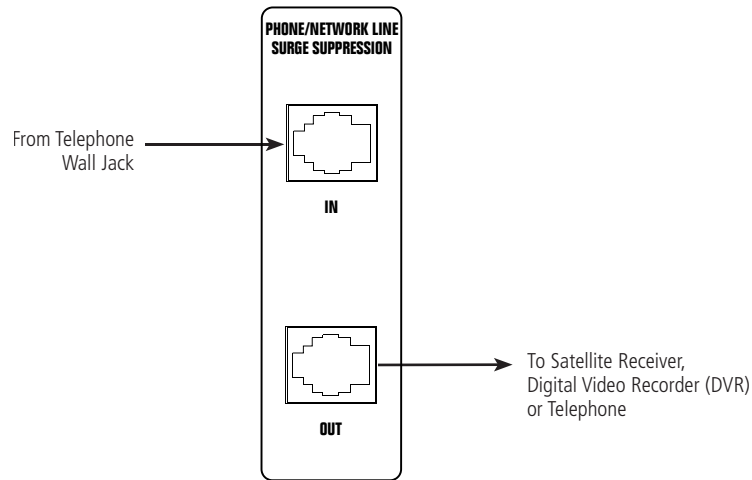 PHONE/NETWORK LINE
SURGE SUPPRESSION
From Telephone
Wall Jack
IN
To Satellite Receiver,
Digital Video Recorder (DVR)
or Telephone
OUT